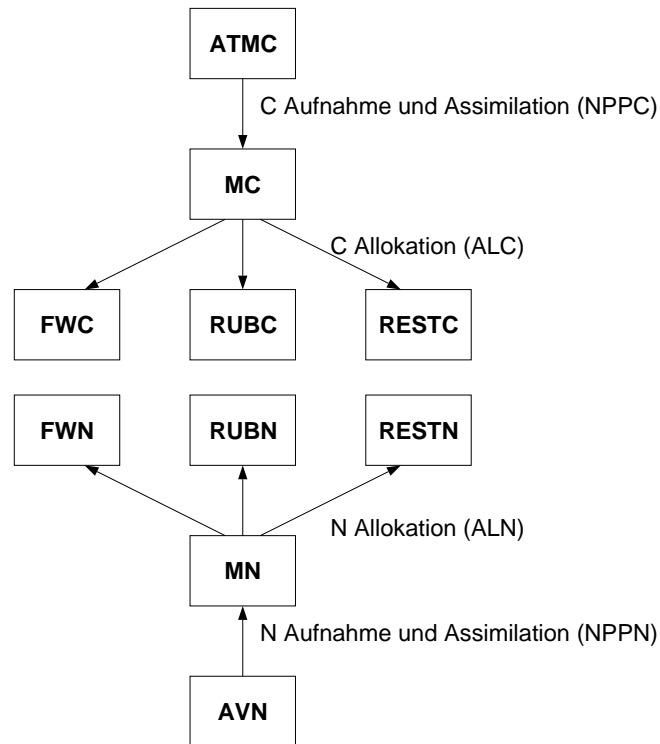 ATMC
C Aufnahme und Assimilation (NPPC)
MC
C Allokation (ALC)
FWC
RUBC
RESTC
FWN
RUBN
RESTN
N Allokation (ALN)
MN
N Aufnahme und Assimilation (NPPN)
AVN